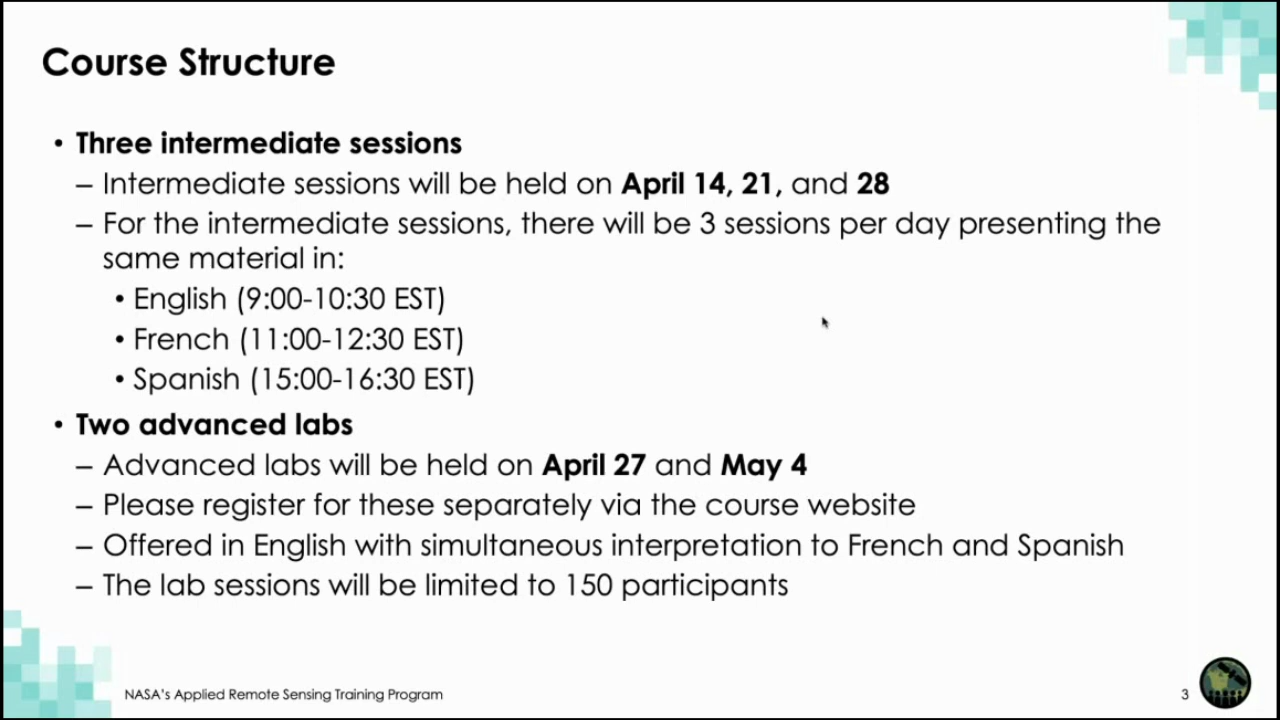 Course Structure
• Three intermediate sessions
– Intermediate sessions will be held on April 14, 21, and 28
– For the intermediate sessions, there will be 3 sessions per day presenting the
same material in:
• English (9:00-10:30 EST)
• French (11:00-12:30 EST)
• Spanish (15:00-16:30 EST)
• Two advanced labs
– Advanced labs will be held on April 27 and May 4
– Please register for these separately via the course website
– Offered in English with simultaneous interpretation to French and Spanish
– The lab sessions will be limited to 150 participants
NASA's Applied Remote Sensing Training Program
3